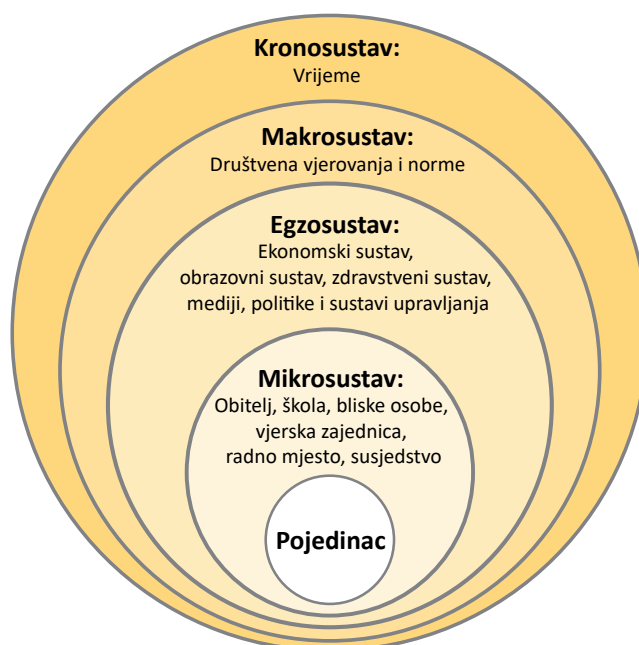 Kronosustav:
Vrijeme
Makrosustav:
Društvena vjerovanja i norme
Egzosustav:
Ekonomski sustav,
obrazovni sustav, zdravstveni sustav,
mediji, politike i sustavi upravljanja
Mikrosustav:
Obitelj, škola, bliske osobe,
vjerska zajednica,
radno mjesto, susjedstvo
Pojedinac